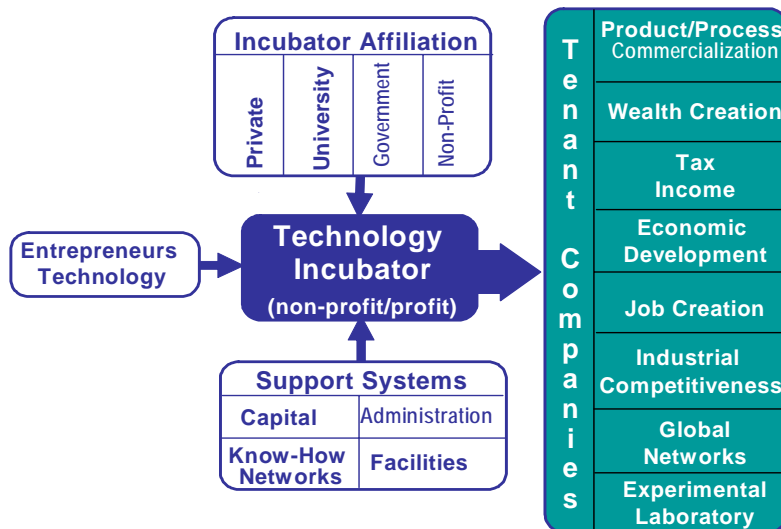 Incubator Affiliation
Private
University
Government
Non-Profit
Entrepreneurs
Technology
Technology
Incubator
(non-profit/profit)
Support Systems
Capital
Administration
Know-How
Networks
Facilities
Tenant Companies
Product/Process
Commercialization
Wealth Creation
Tax
Income
Economic
Development
Job Creation
Industrial
Competitiveness
Global
Networks
Experimental
Laboratory